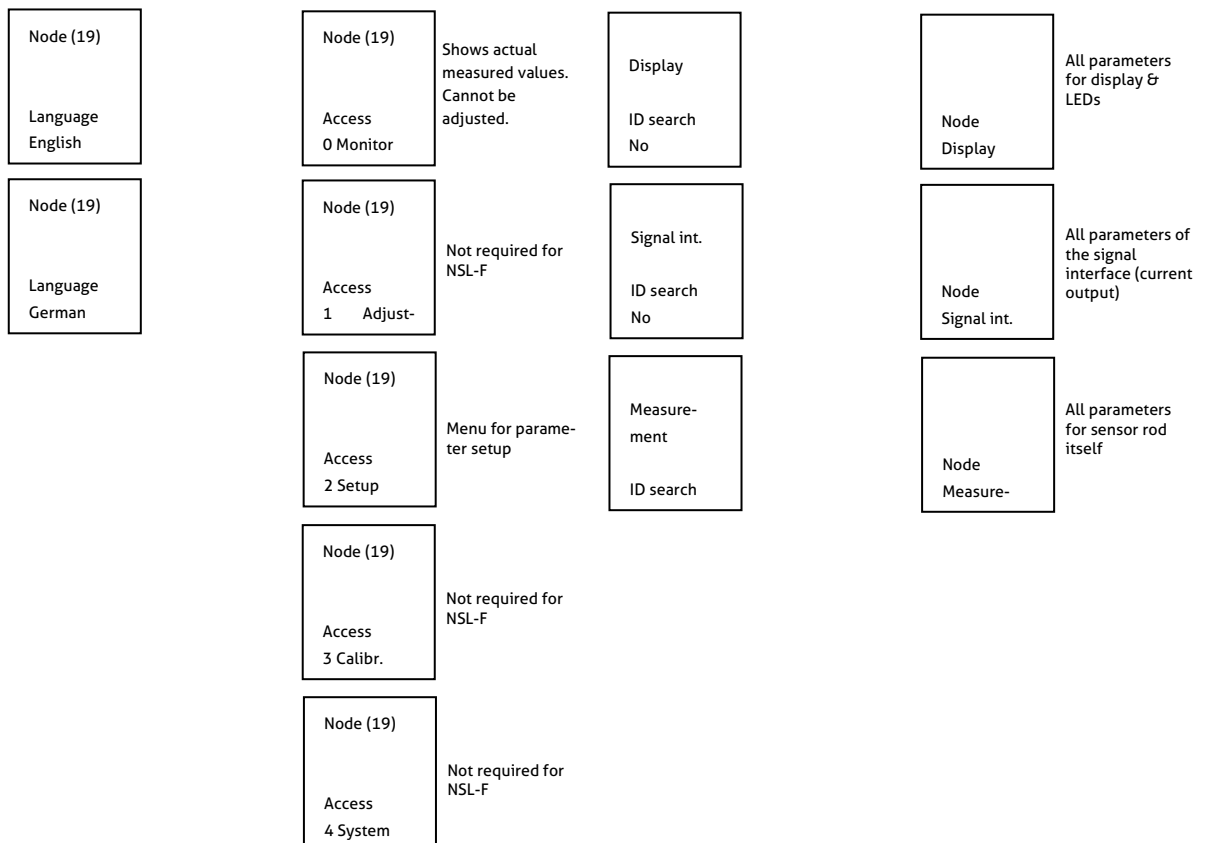 Node (19)
Language
English
Node (19)
Language
German
Node (19)
Access
0 Monitor
Shows actual
measured values.
Cannot be
adjusted.
Node (19)
Access
1 Adjust-
Not required for
NSL-F
Node (19)
Access
2 Setup
Menu for parame-
ter setup
Node (19)
Access
3 Calibr.
Not required for
NSL-F
Node (19)
Access
4 System
Not required for
NSL-F
Display
ID search
No
Signal int.
ID search
No
Measure-
ment
ID search
Node
Display
All parameters
for display &
LEDs
Node
Signal int.
All parameters of
the signal
interface (current
output)
Node
Measure-
All parameters
for sensor rod
itself